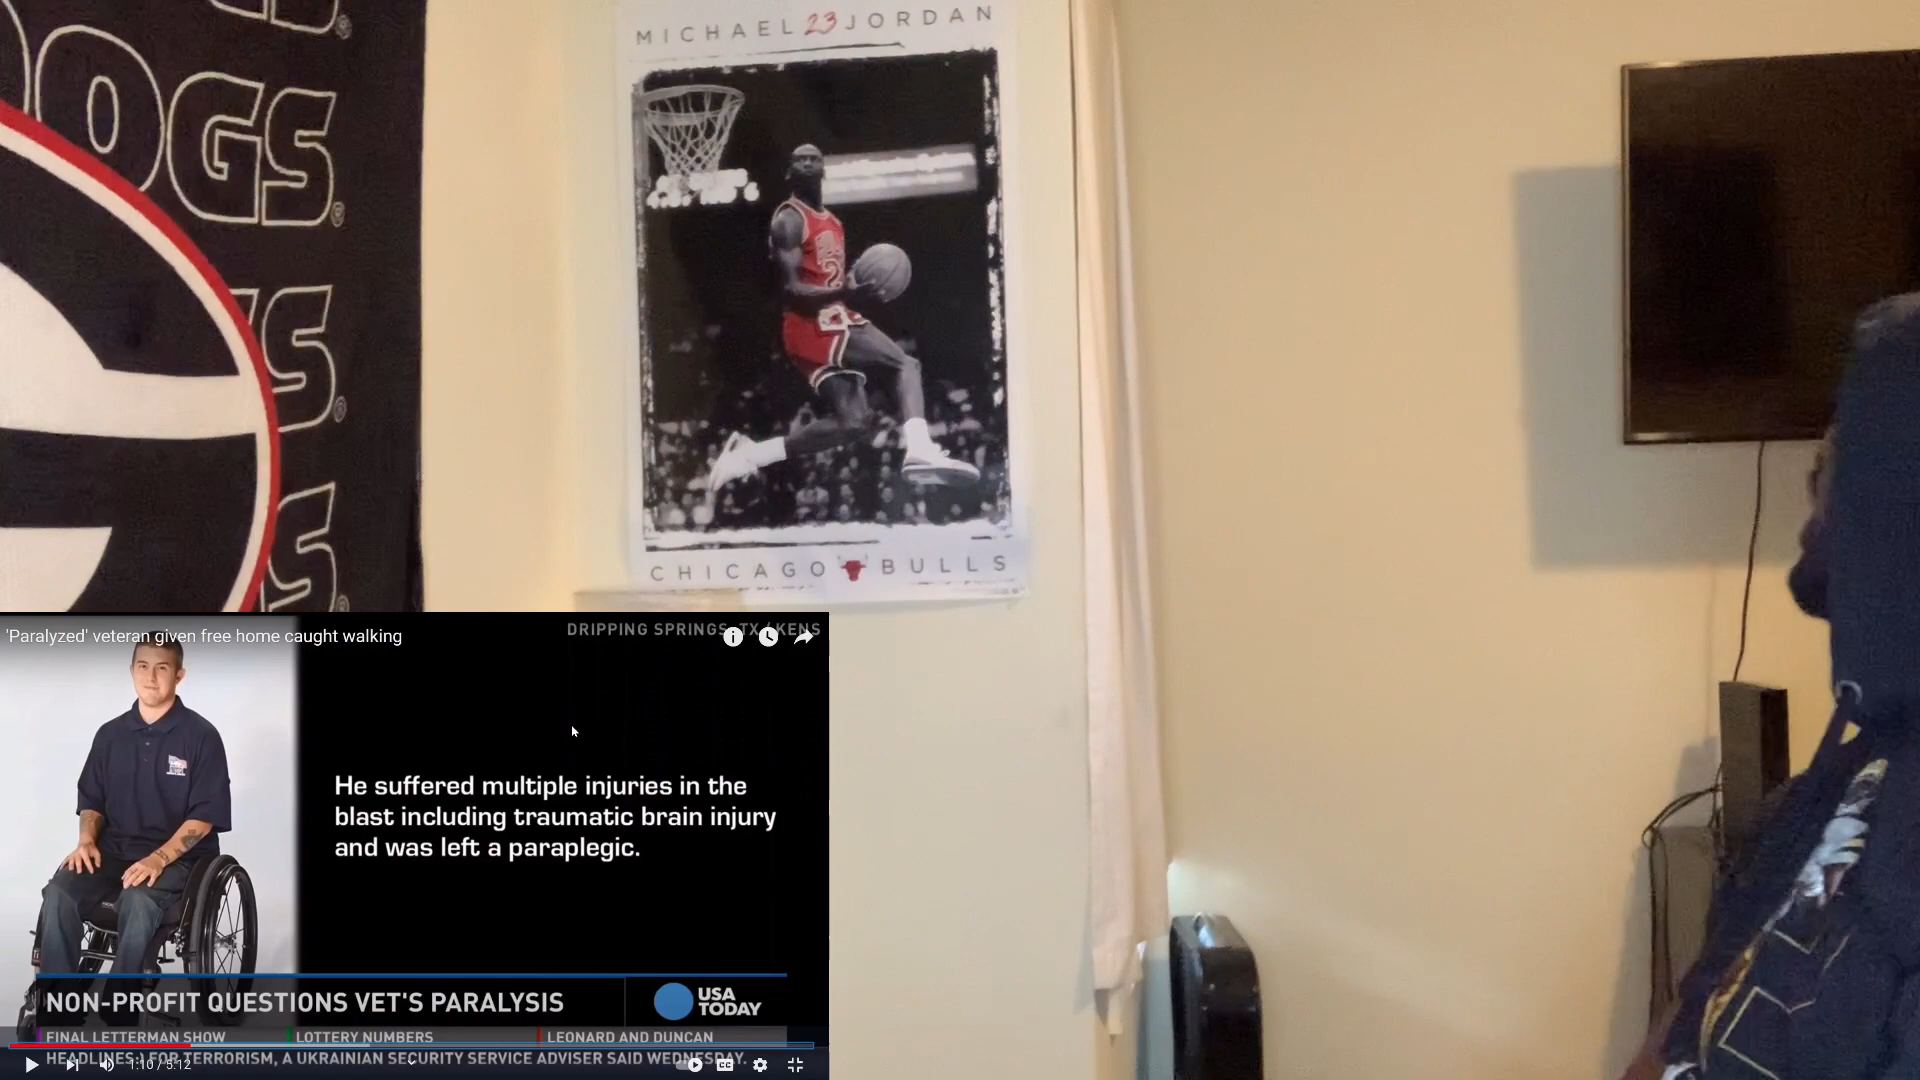 OGS
MICHAEL 23 JORDAN
CHICAGO BULLS
'Paralyzed' veteran given free home caught walking
DRIPPING SPRINGS, TX / KENS
He suffered multiple injuries in the
blast including traumatic brain injury
and was left a paraplegic.
NON-PROFIT QUESTIONS VET'S PARALYSIS
USA
TODAY
FINAL LETTERMAN SHOW
LOTTERY NUMBERS
LEONARD AND DUNCAN
FOR TERRORISM, A UKRAINIAN SECURITY SERVICE ADVISER SAID WEDNESDAY.
1:10 / 5:12